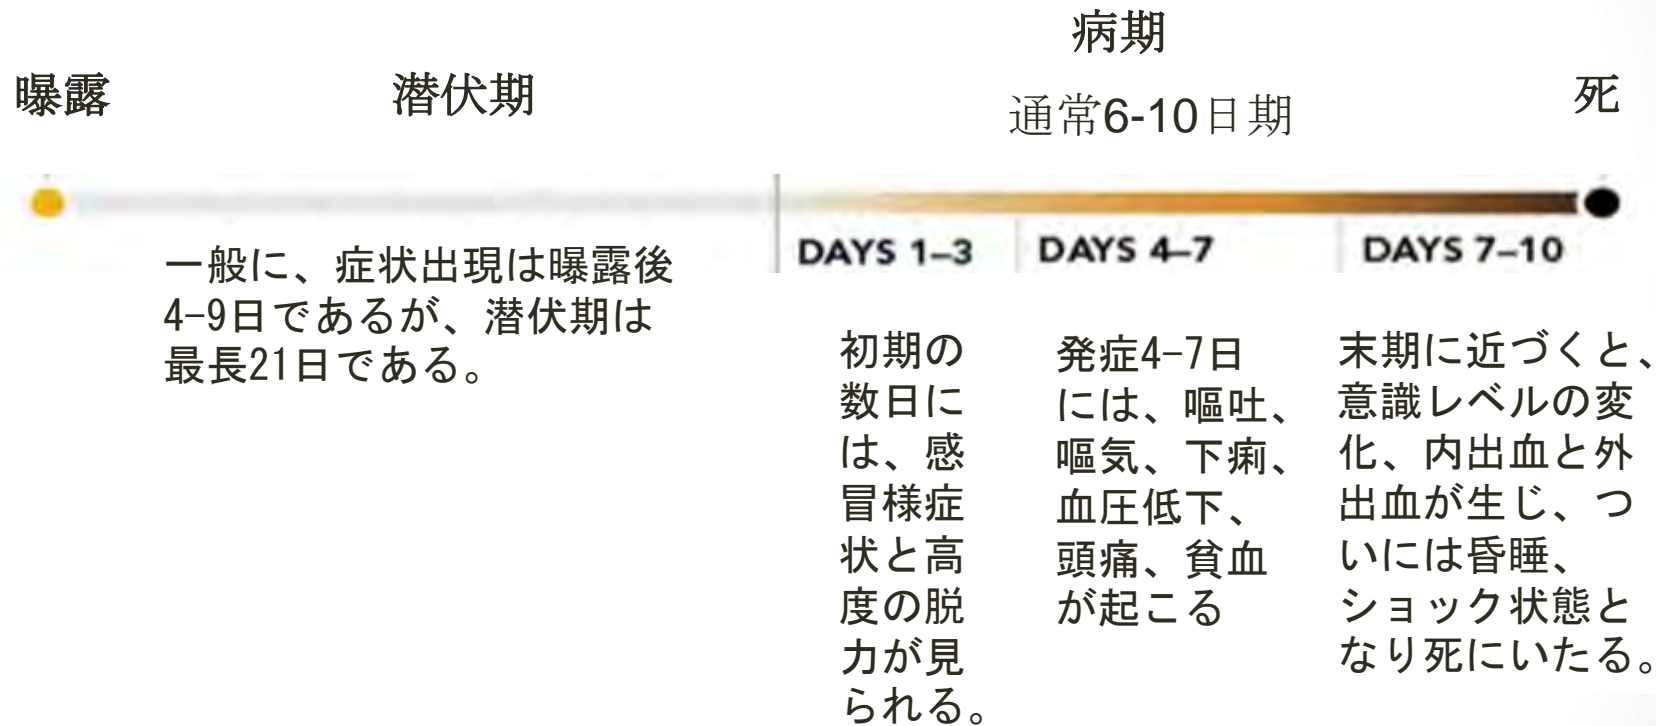 曝露
潜伏期
病期
通常6-10日期
死
DAYS 1–3
DAYS 4–7
DAYS 7–10
一般に、症状出現は曝露後
4-9日であるが、潜伏期は
最長21日である。
初期の
数日に
は、感
冒様症
状と高
度の脱
力が見
られる。
発症4-7日
には、嘔吐、
嘔気、下痢、
血圧低下、
頭痛、貧血
が起こる
末期に近づくと、
意識レベルの変
化、内出血と外
出血が生じ、つ
いには昏睡、
ショック状態と
なり死にいたる。